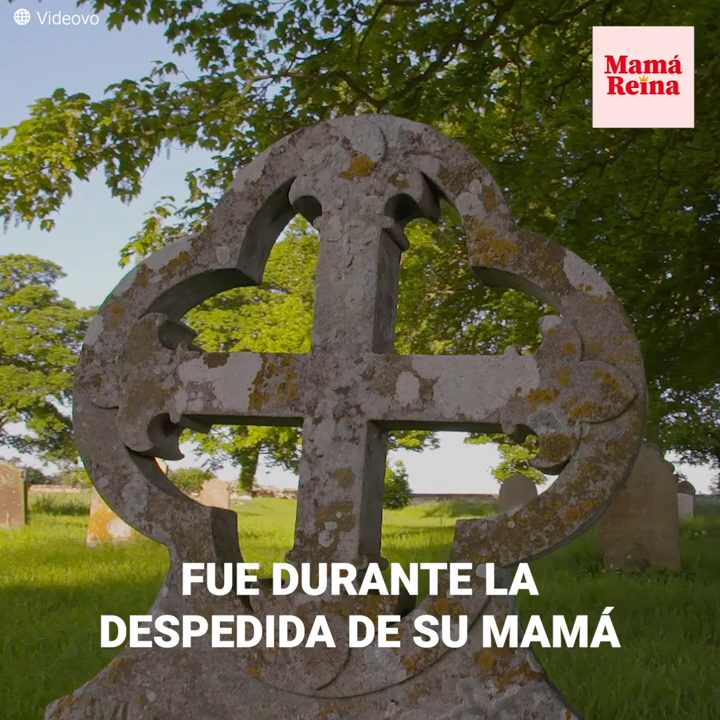 Videovo
Mamá
Reina
FUE DURANTE LA
DESPEDIDA DE SU MAMÁ